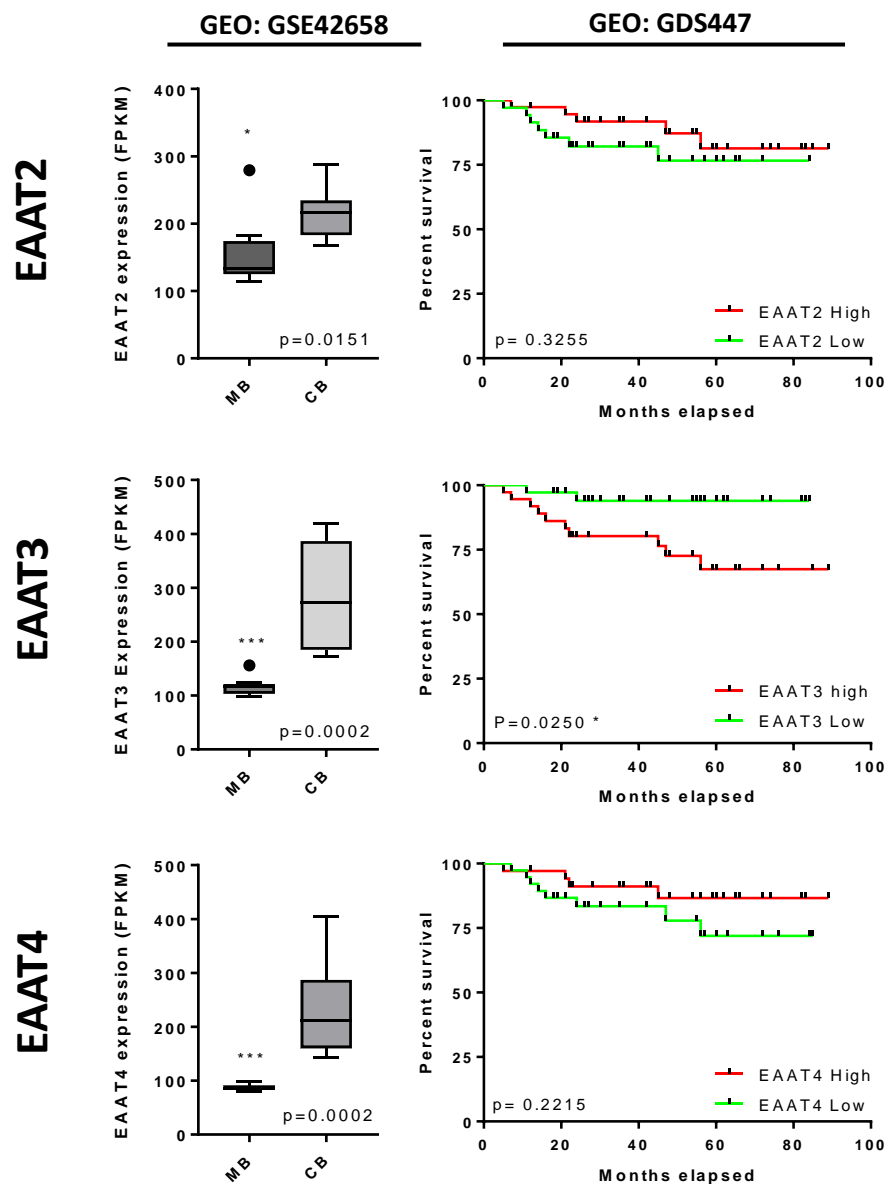 GEO: GSE42658
GEO: GDS447
EAAT2
EAAT2 expression (FPKM)
400
300
200
100
0
*
p=0.0151
MB
CB
Percent survival
100
75
50
25
0
EAAT2 High
EAAT2 Low
p= 0.3255
0 20 40 60 80 100
Months elapsed
EAAT3
EAAT3 Expression (FPKM)
500
400
300
200
100
0
***
p=0.0002
MB
CB
Percent survival
100
75
50
25
0
EAAT3 high
EAAT3 Low
P=0.0250 *
0 20 40 60 80 100
Months elapsed
EAAT4
EAAT4 expression (FPKM)
500
400
300
200
100
0
***
p=0.0002
MB
CB
Percent survival
100
75
50
25
0
EAAT4 High
EAAT4 Low
p= 0.2215
0 20 40 60 80 100
Months elapsed